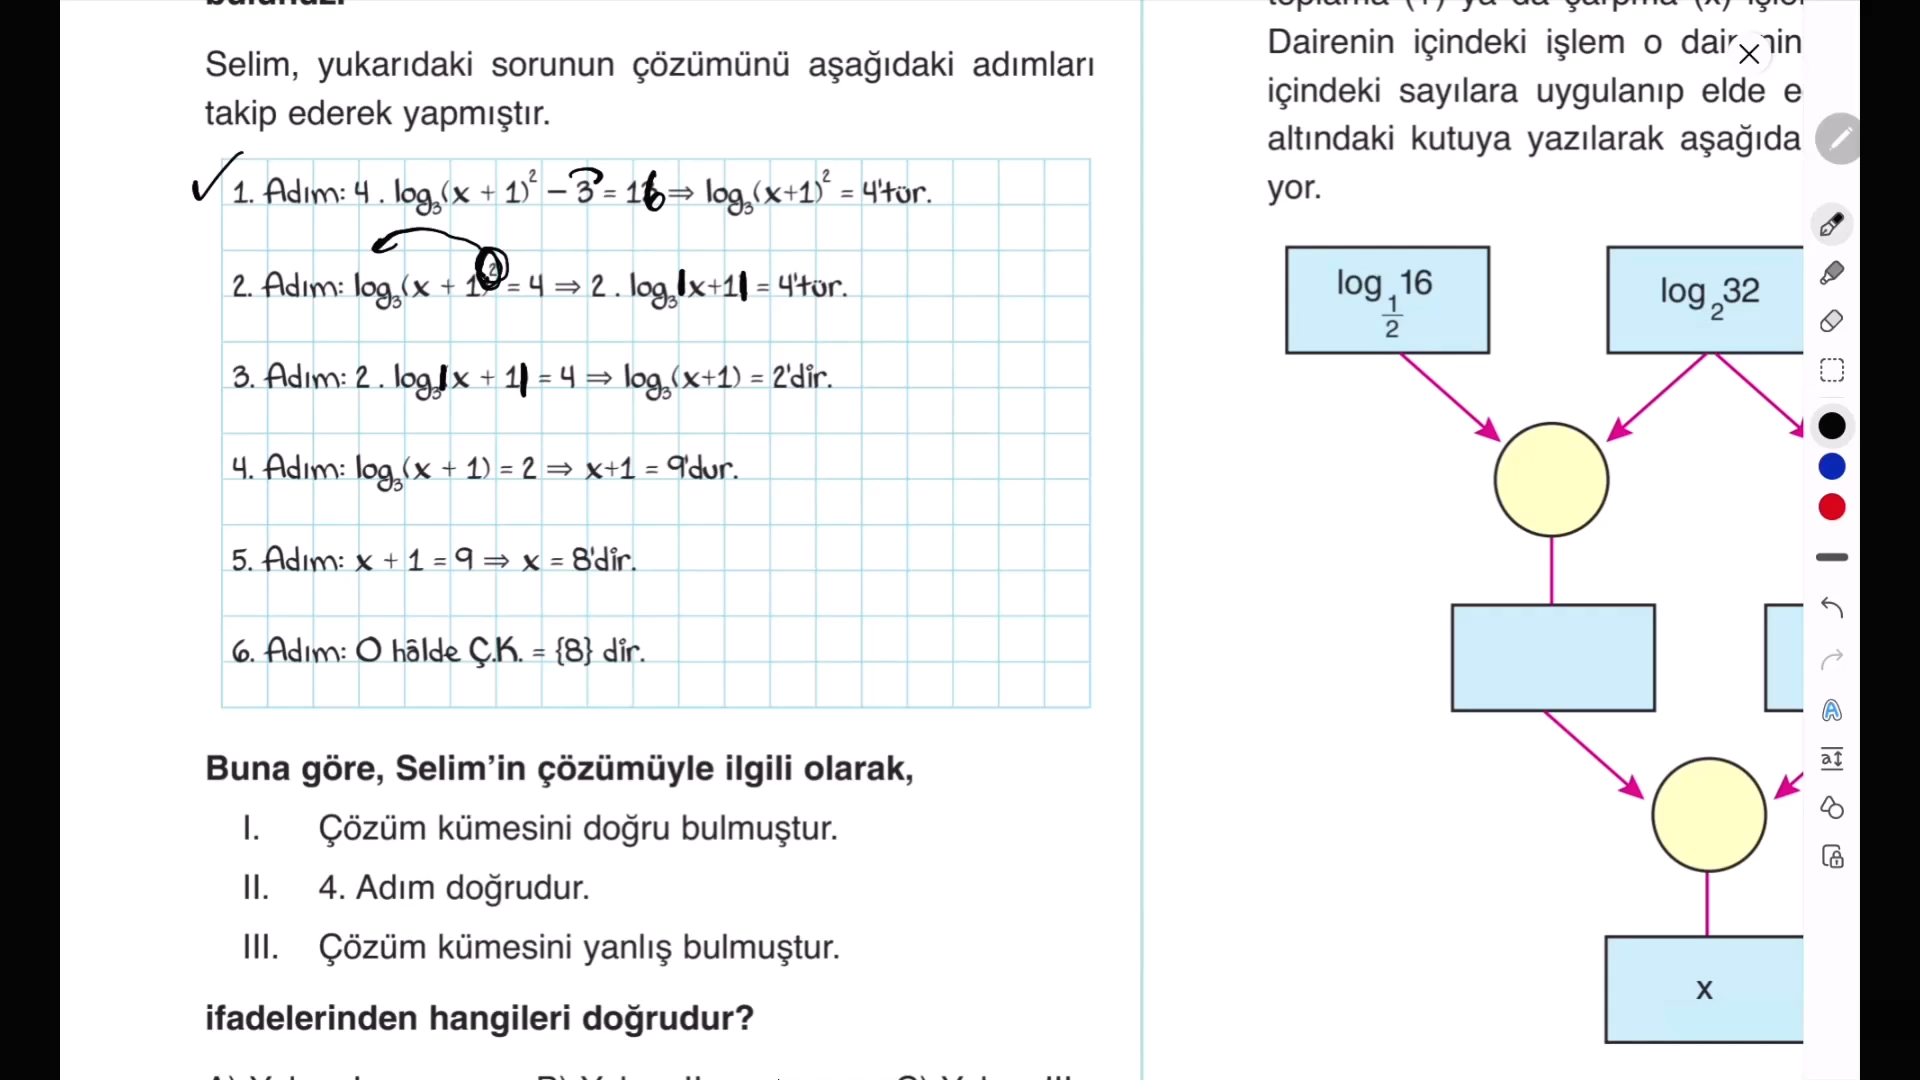 Selim, yukarıdaki sorunun çözümünü aşağıdaki adımları
takip ederek yapmıştır.
1. Adım: 4 . log₃(x + 1)² – 3 = 16 ⇒ log₃(x+1)² = 4'tür.
2. Adım: log₃(x + 1)² = 4 ⇒ 2 . log₃|x+1| = 4'tür.
3. Adım: 2 . log₃|x + 1| = 4 ⇒ log₃(x+1) = 2'dir.
4. Adım: log₃(x + 1) = 2 ⇒ x+1 = 9'dur.
5. Adım: x + 1 = 9 ⇒ x = 8'dir.
6. Adım: O hâlde Ç.K. = {8} dir.
Buna göre, Selim'in çözümüyle ilgili olarak,
I. Çözüm kümesini doğru bulmuştur.
II. 4. Adım doğrudur.
III. Çözüm kümesini yanlış bulmuştur.
ifadelerinden hangileri doğrudur?
Dairenin içindeki işlem o
içindeki sayılara uygulanıp elde e
altındaki kutuya yazılarak aşağıda
yor.
log 1/2 16
log₂32
x